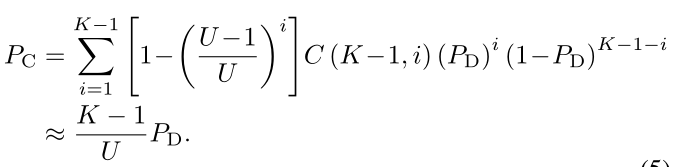 P_C = \sum_{i=1}^{K-1} \left[ 1 - \left( \frac{U-1}{U} \right)^i \right] C(K-1, i) (P_D)^i (1-P_D)^{K-1-i}
\approx \frac{K-1}{U} P_D.